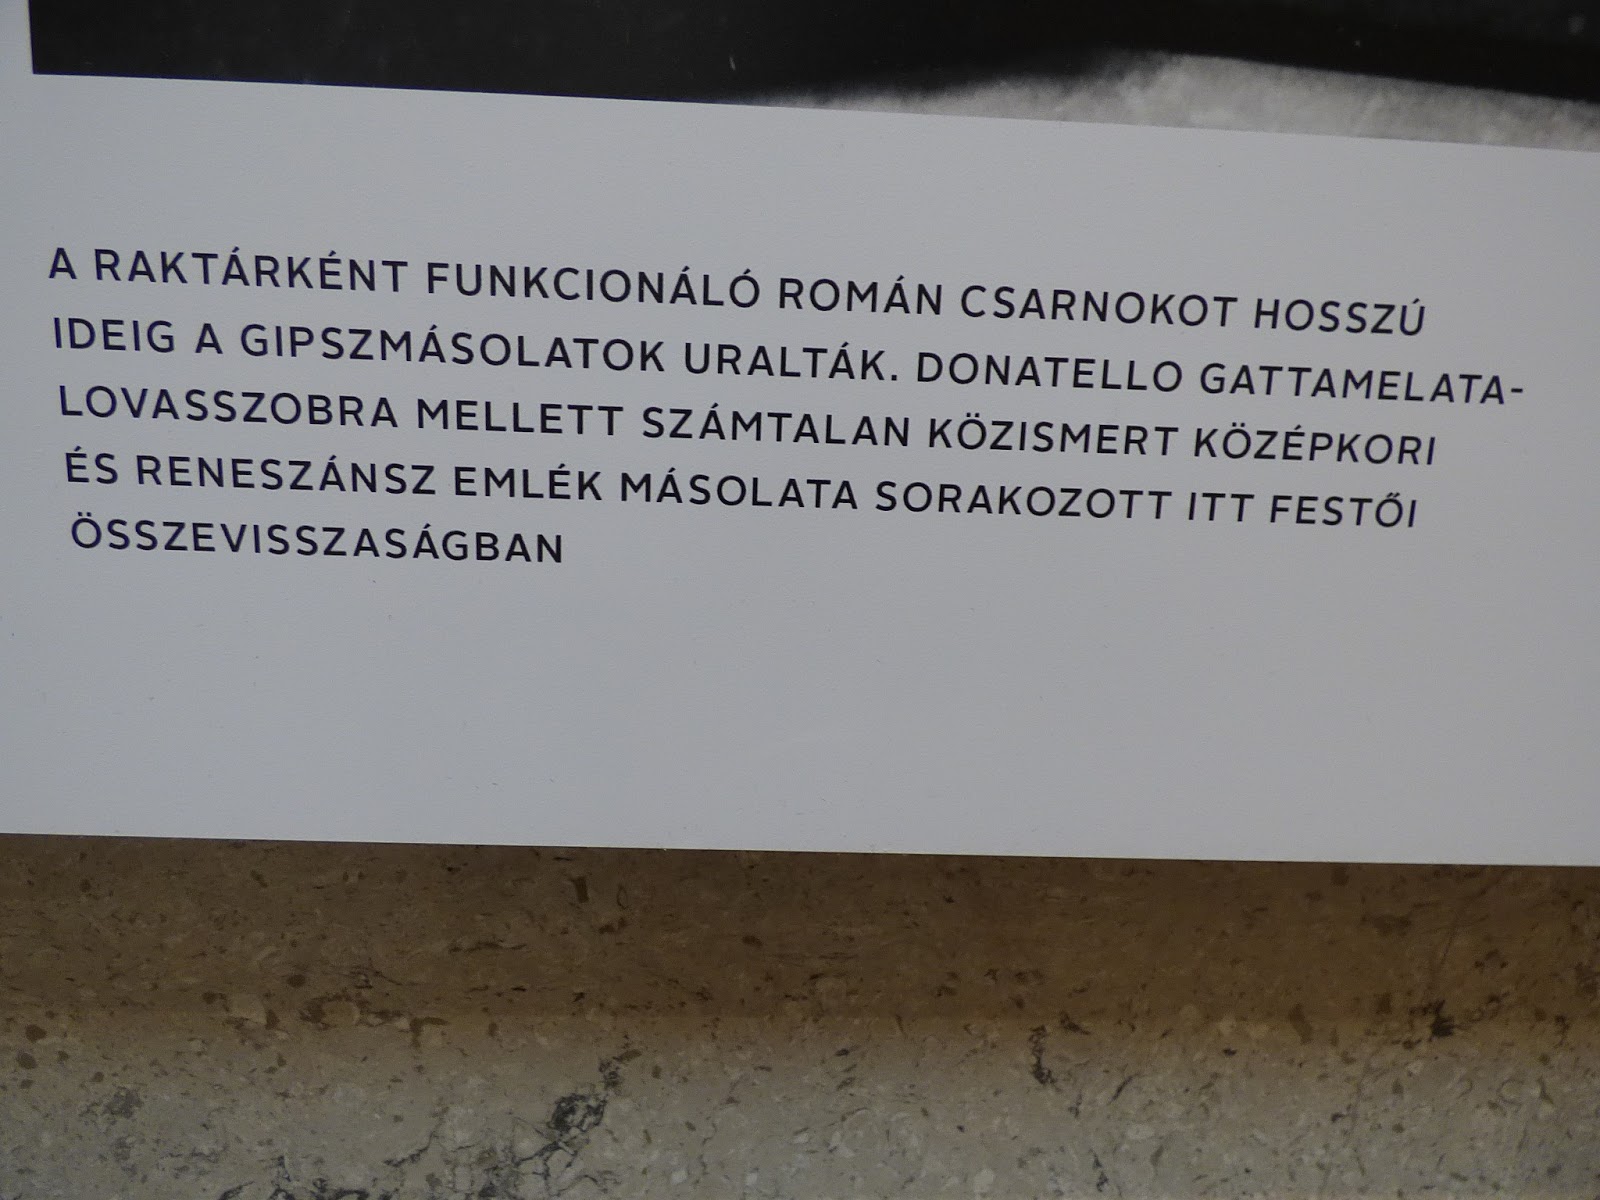 A RAKTÁRKÉNT FUNKCIONÁLÓ ROMÁN CSARNOKOT HOSSZÚ
IDEIG A GIPSZMÁSOLATOK URALTÁK. DONATELLO GATTAMELATA-
LOVASSZOBRA MELLETT SZÁMTALAN KÖZISMERT KÖZÉPKORI
ÉS RENESZÁNSZ EMLÉK MÁSOLATA SORAKOZOTT ITT FESTŐI
ÖSSZEVISSZASÁGBAN